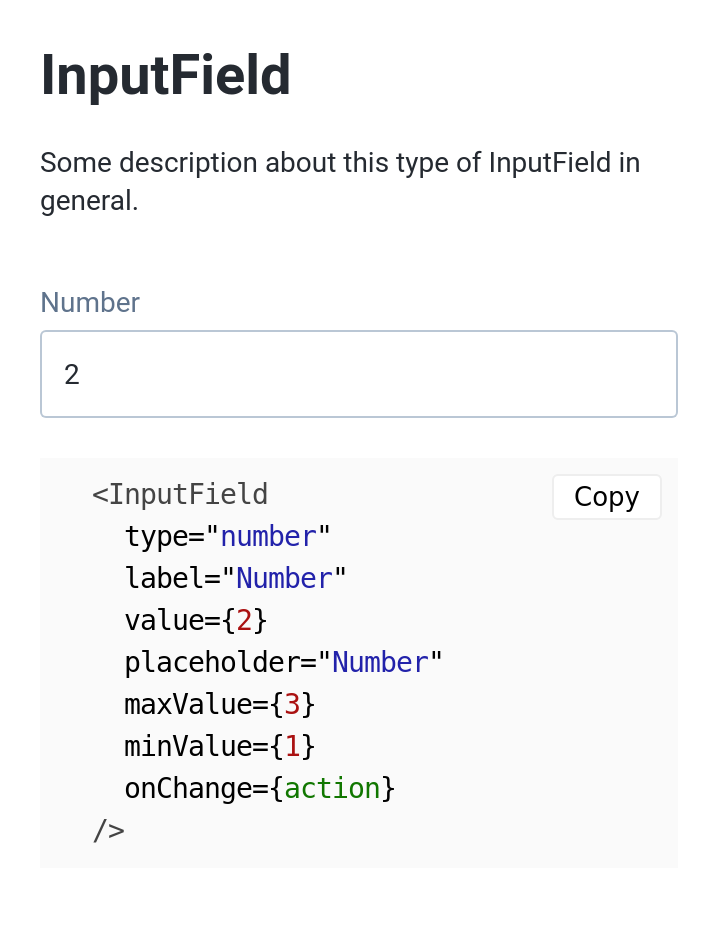 InputField
Some description about this type of InputField in
general.
Number
2
<InputField
Copy
type="number"
label="Number"
value={2}
placeholder="Number"
maxValue={3}
minValue={1}
onChange={action}
/>